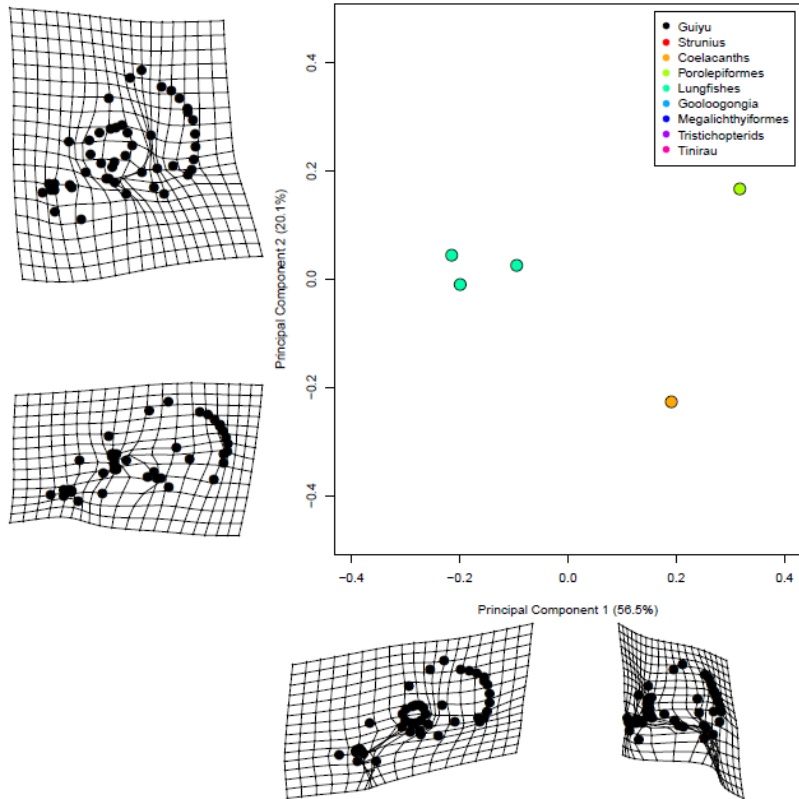 Guiyu
Strunius
Coelacanths
Porolepiformes
Lungfishes
Gooloogongia
Megalichthyiformes
Tristichopterids
Tinirau
Principal Component 2 (20.1%)
0.4
0.2
0.0
−0.2
−0.4
−0.4 −0.2 0.0 0.2 0.4
Principal Component 1 (56.5%)